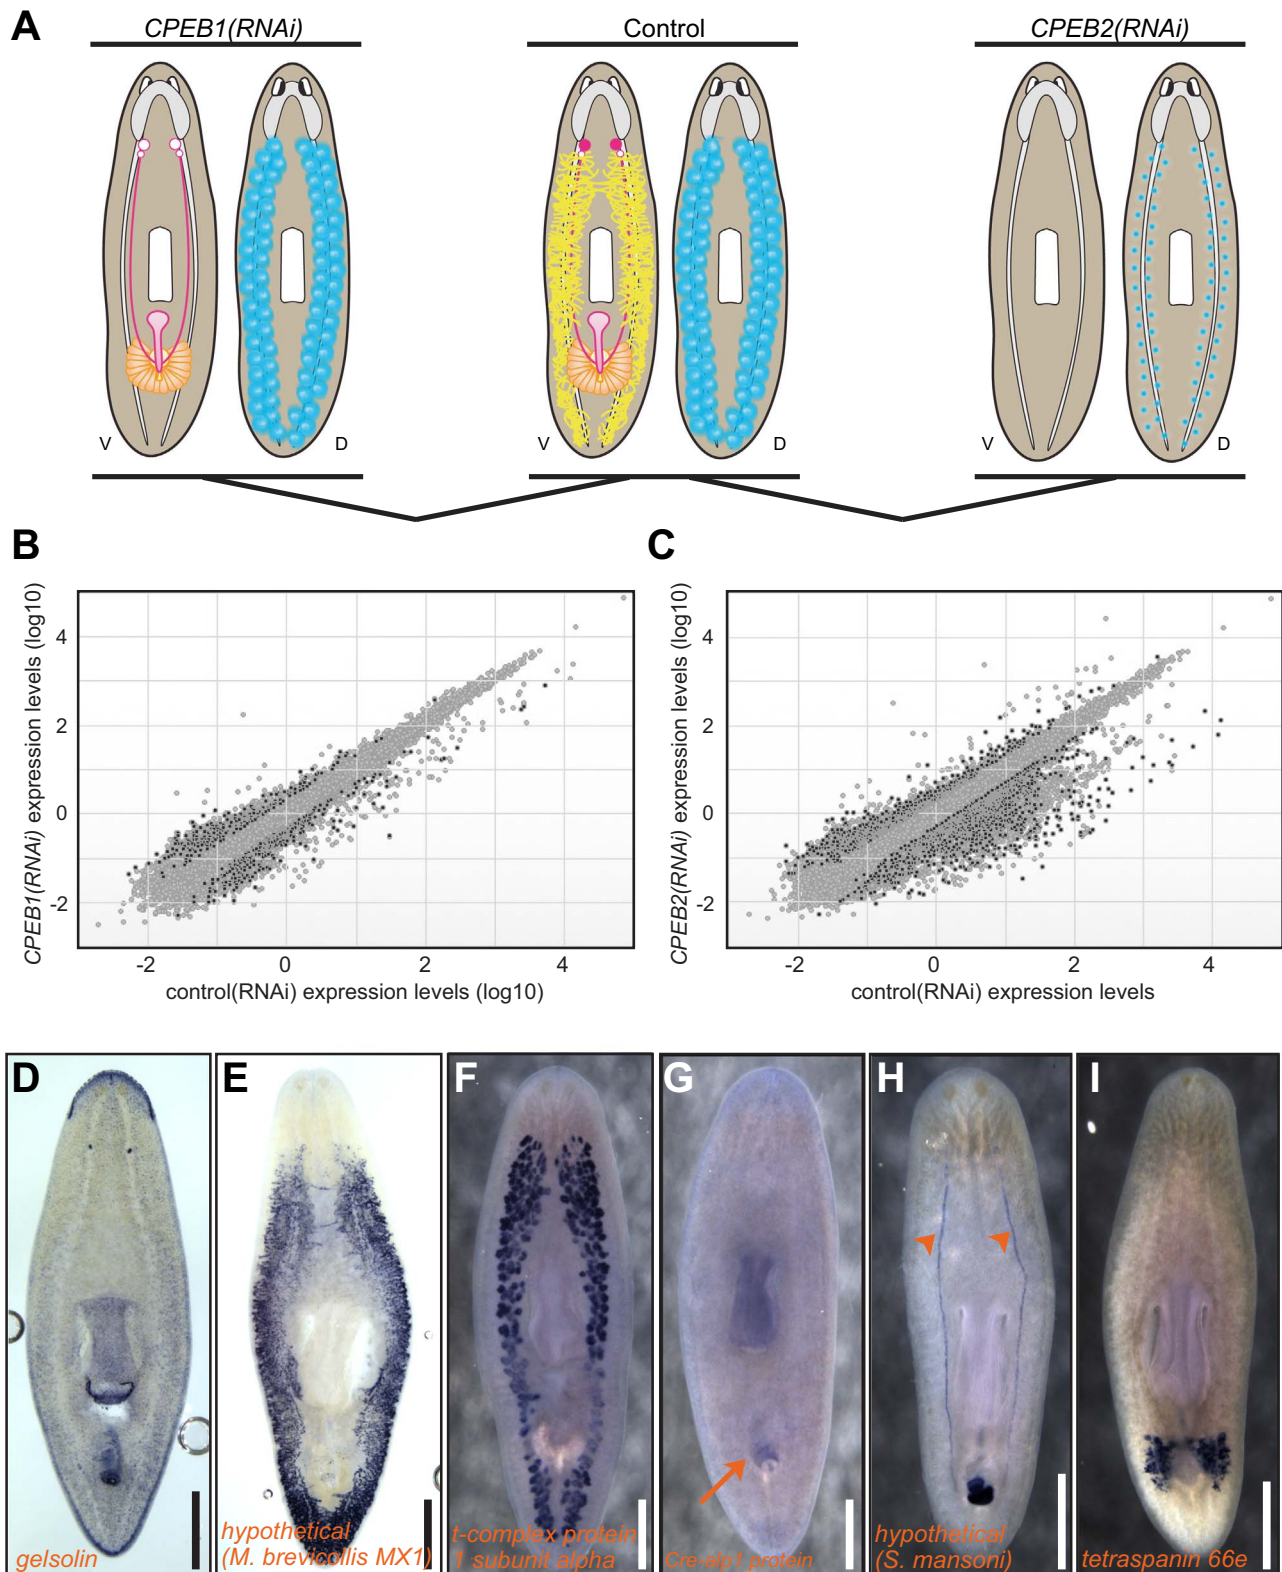 A
CPEB1(RNAi)
Control
CPEB2(RNAi)
V
D
V
D
V
D
B
CPEB1(RNAi) expression levels (log10)
4
2
0
-2
-2
0
2
4
control(RNAi) expression levels (log10)
C
CPEB2(RNAi) expression levels (log10)
4
2
0
-2
-2
0
2
4
control(RNAi) expression levels
D
gelsolin
E
hypothetical
(M. brevicollis MX1)
F
t-complex protein
1 subunit alpha
G
Cre-alp1 protein
H
hypothetical
(S. mansoni)
I
tetraspanin 66e